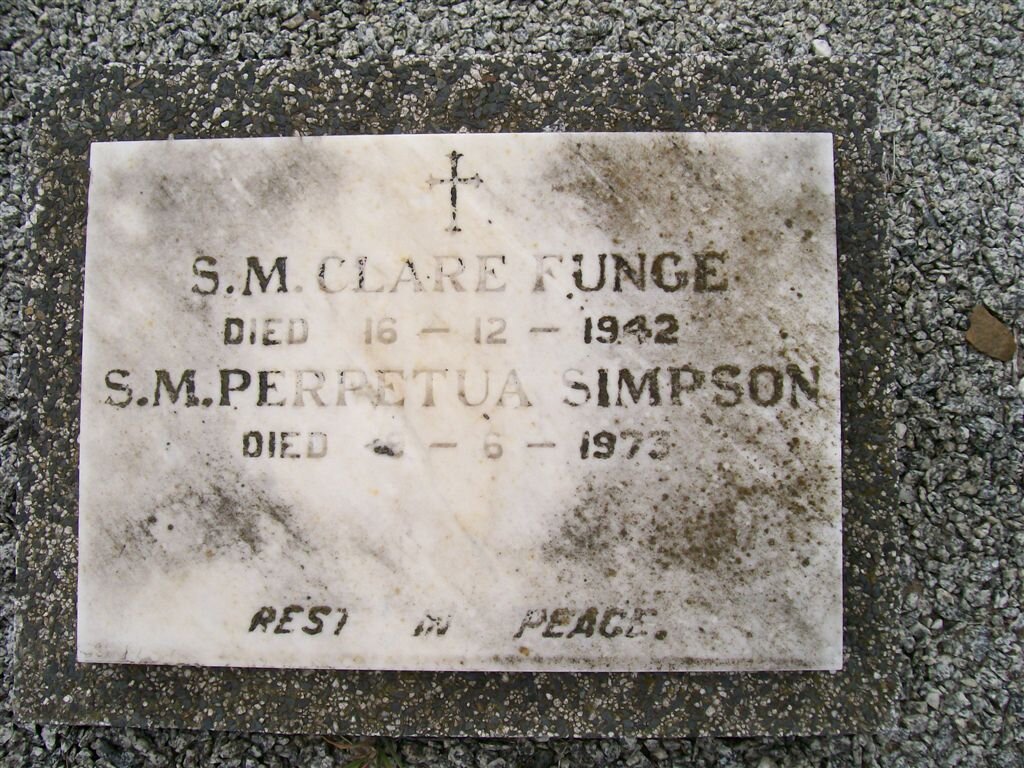 S.M. CLARE FUNGE
DIED 16 - 12 - 1942
S.M. PERPETUA SIMPSON
DIED - 6 - 1973
REST IN PEACE.